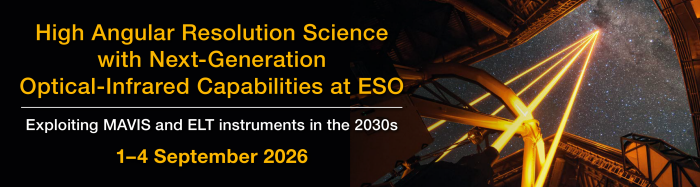 High Angular Resolution Science
with Next-Generation
Optical-Infrared Capabilities at ESO
Exploiting MAVIS and ELT instruments in the 2030s
1–4 September 2026